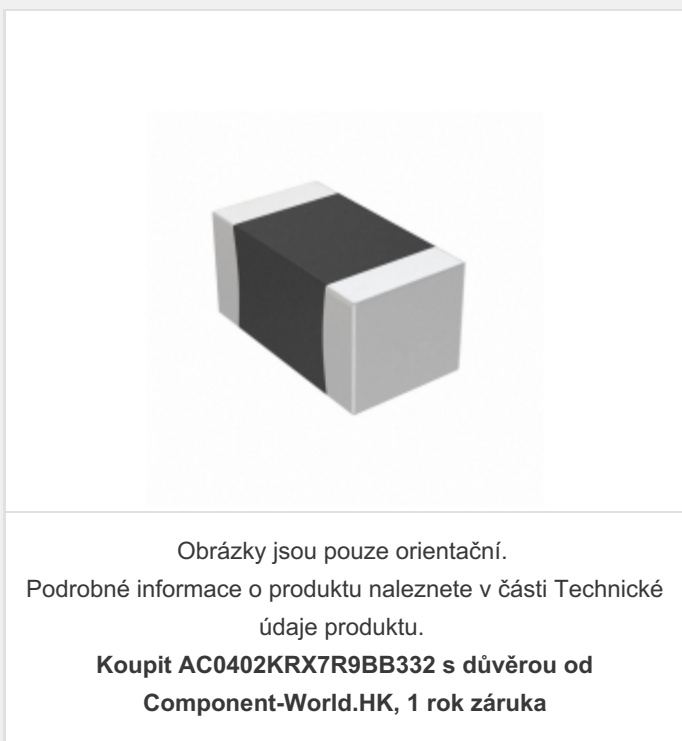 Obrázky jsou pouze orientační.
Podrobné informace o produktu naleznete v části Technické
údaje produktu.
Koupit AC0402KRX7R9BB332 s důvěrou od
Component-World.HK, 1 rok záruka